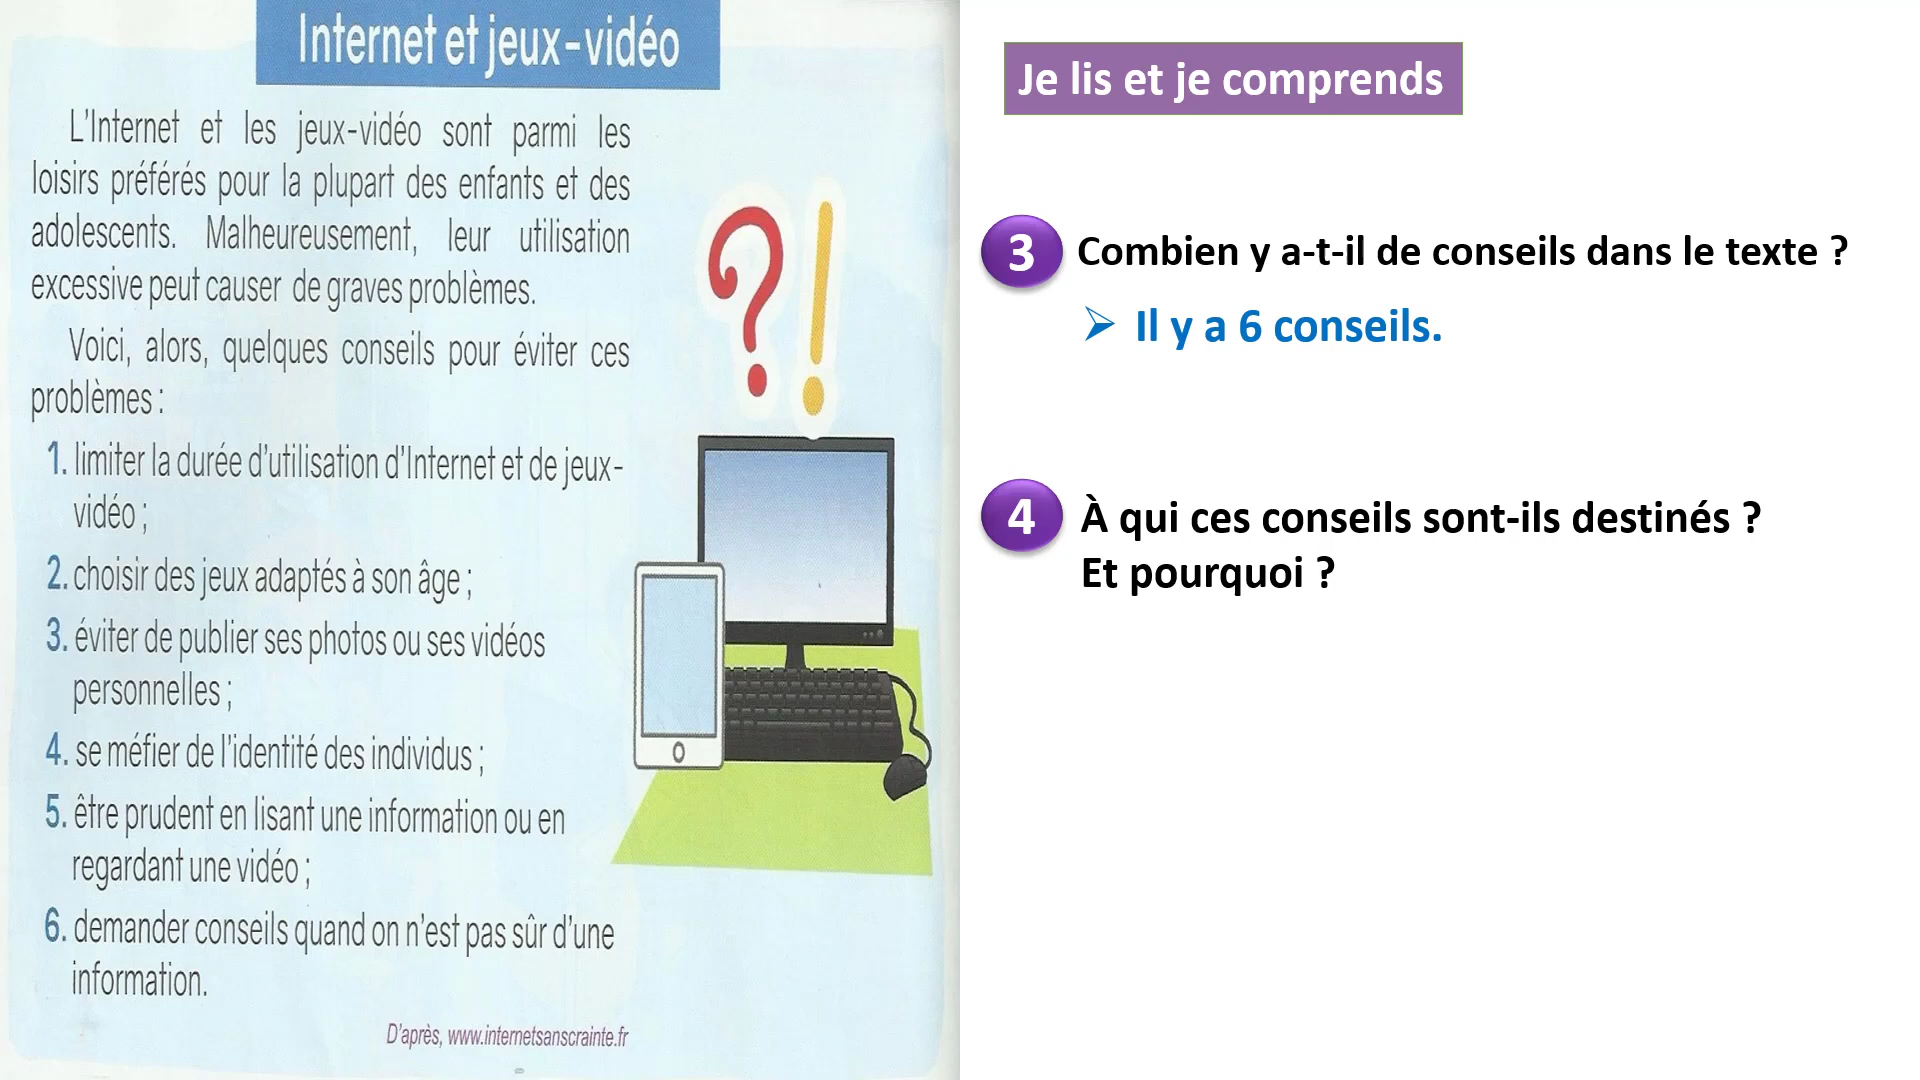 Internet et jeux-vidéo
L'Internet et les jeux-vidéo sont parmi les
loisirs préférés pour la plupart des enfants et des
adolescents. Malheureusement, leur utilisation
excessive peut causer de graves problèmes.
Voici, alors, quelques conseils pour éviter ces
problèmes :
1. limiter la durée d'utilisation d'Internet et de jeux-
vidéo ;
2. choisir des jeux adaptés à son âge ;
3. éviter de publier ses photos ou ses vidéos
personnelles ;
4. se méfier de l'identité des individus ;
5. être prudent en lisant une information ou en
regardant une vidéo ;
6. demander conseils quand on n'est pas sûr d'une
information.
D'après, www.internetsanscrainte.fr
?!
Je lis et je comprends
3 Combien y a-t-il de conseils dans le texte ?
Il y a 6 conseils.
4 À qui ces conseils sont-ils destinés ?
Et pourquoi ?